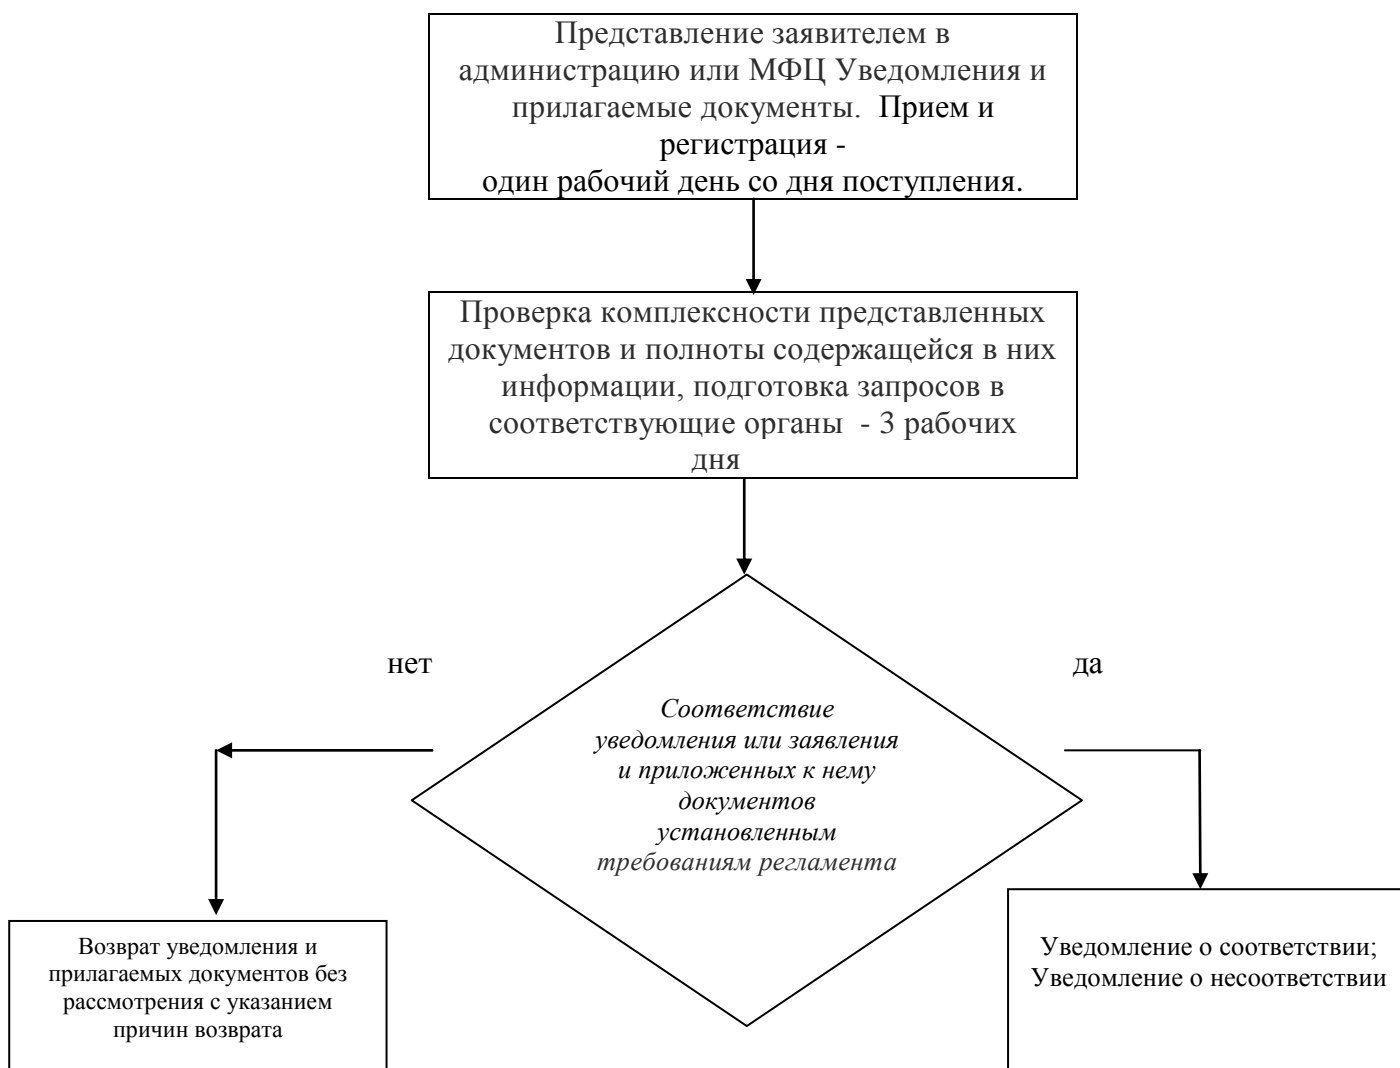 Представление заявителем в
администрацию или МФЦ Уведомления и
прилагаемые документы.  Прием и
регистрация -
один рабочий день со дня поступления.
Проверка комплексности представленных
документов и полноты содержащейся в них
информации, подготовка запросов в
соответствующие органы  - 3 рабочих
дня
нет
да
Соответствие
уведомления или заявления
и приложенных к нему
документов
установленным
требованиям регламента
Возврат уведомления и
прилагаемых документов без
рассмотрения с указанием
причин возврата
Уведомление о соответствии;
Уведомление о несоответствии